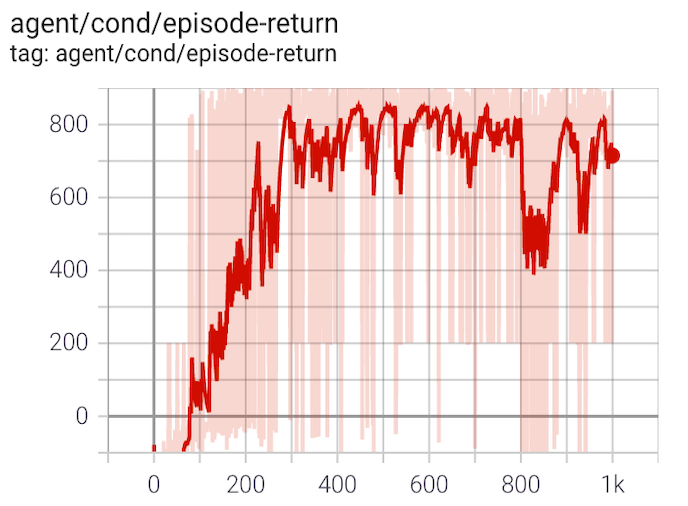 agent/cond/episode-return
tag: agent/cond/episode-return
800
600
400
200
0
0 200 400 600 800 1k